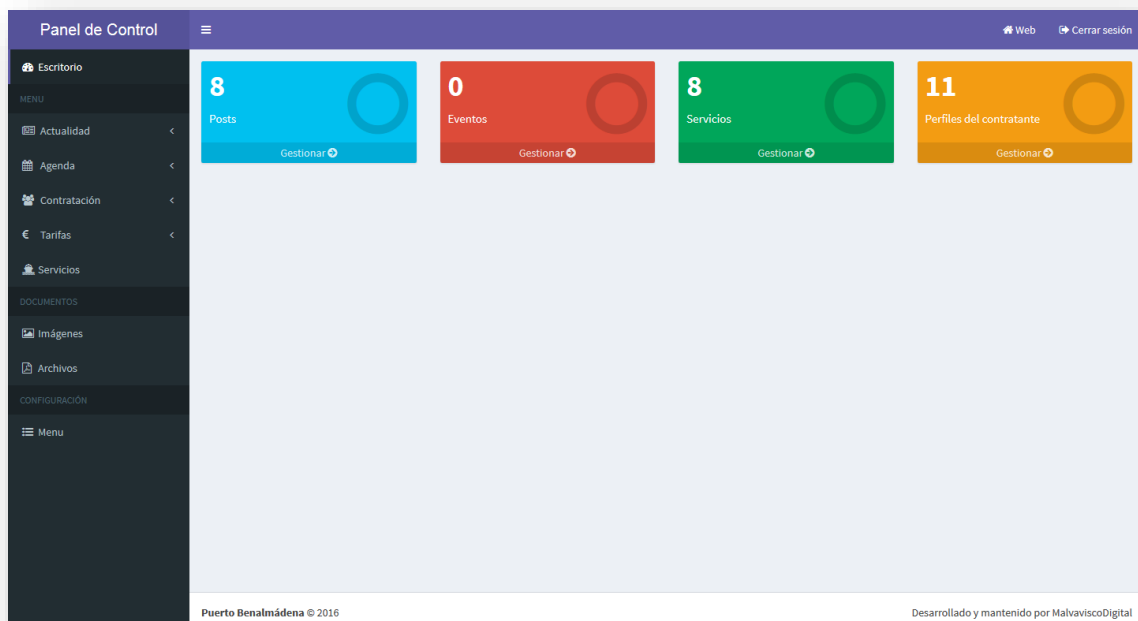 Panel de Control
Web Cerrar sesión
Escritorio
MENU
Actualidad
Agenda
Contratación
€ Tarifas
Servicios
DOCUMENTOS
Imágenes
Archivos
CONFIGURACIÓN
Menu
8
Posts
Gestionar
0
Eventos
Gestionar
8
Servicios
Gestionar
11
Perfiles del contratante
Gestionar
Puerto Benalmádena © 2016
Desarrollado y mantenido por MalvaviscoDigital